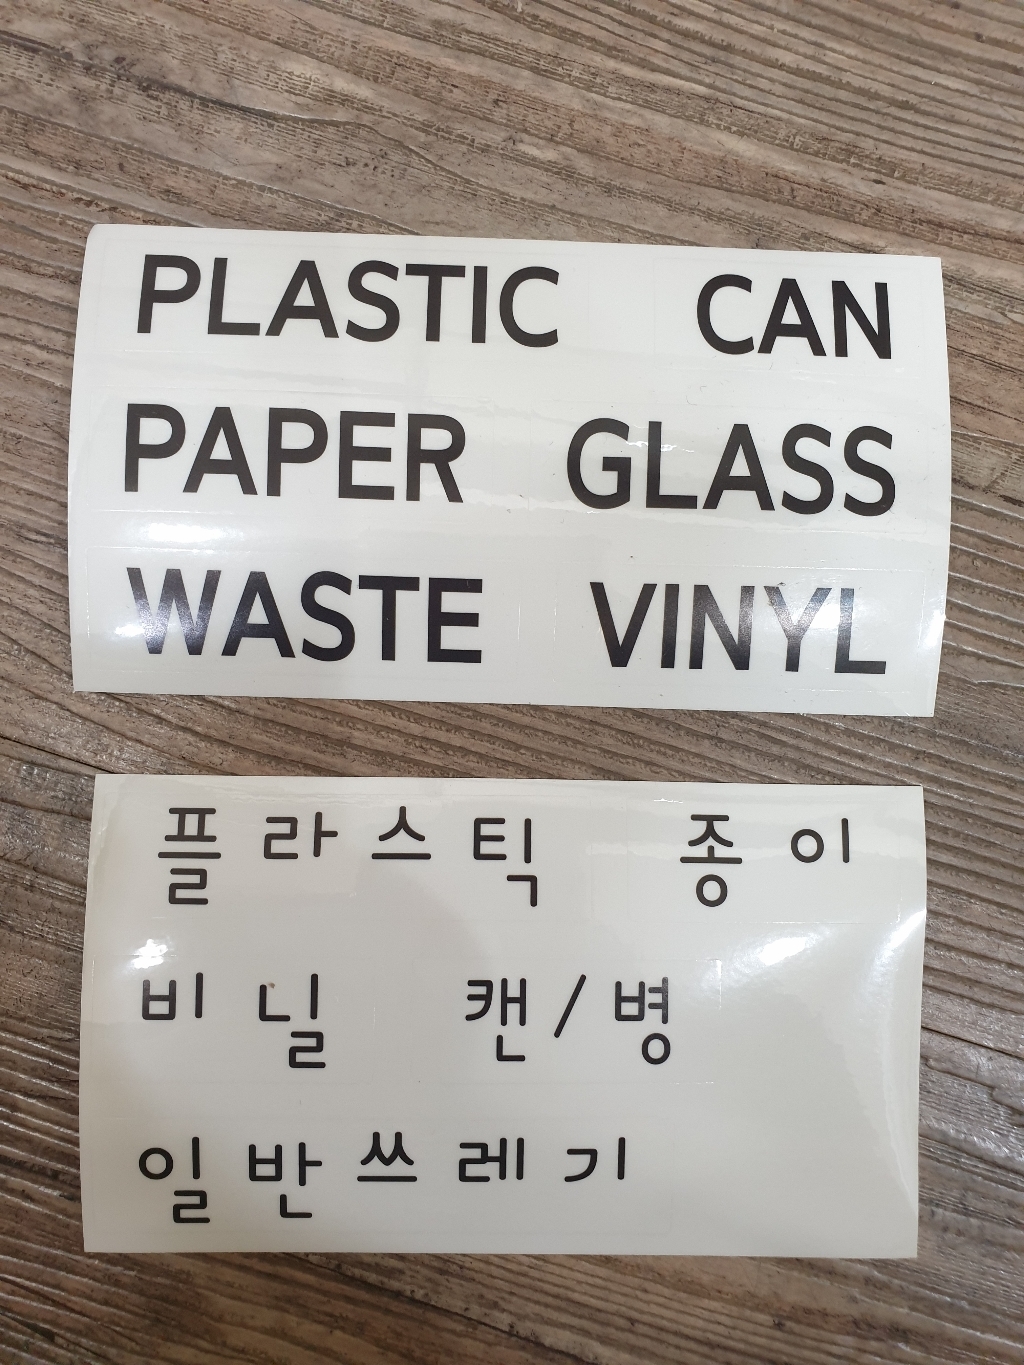 PLASTIC CAN
PAPER GLASS
WASTE VINYL
플라스틱 종이
비닐 캔/병
일반쓰레기